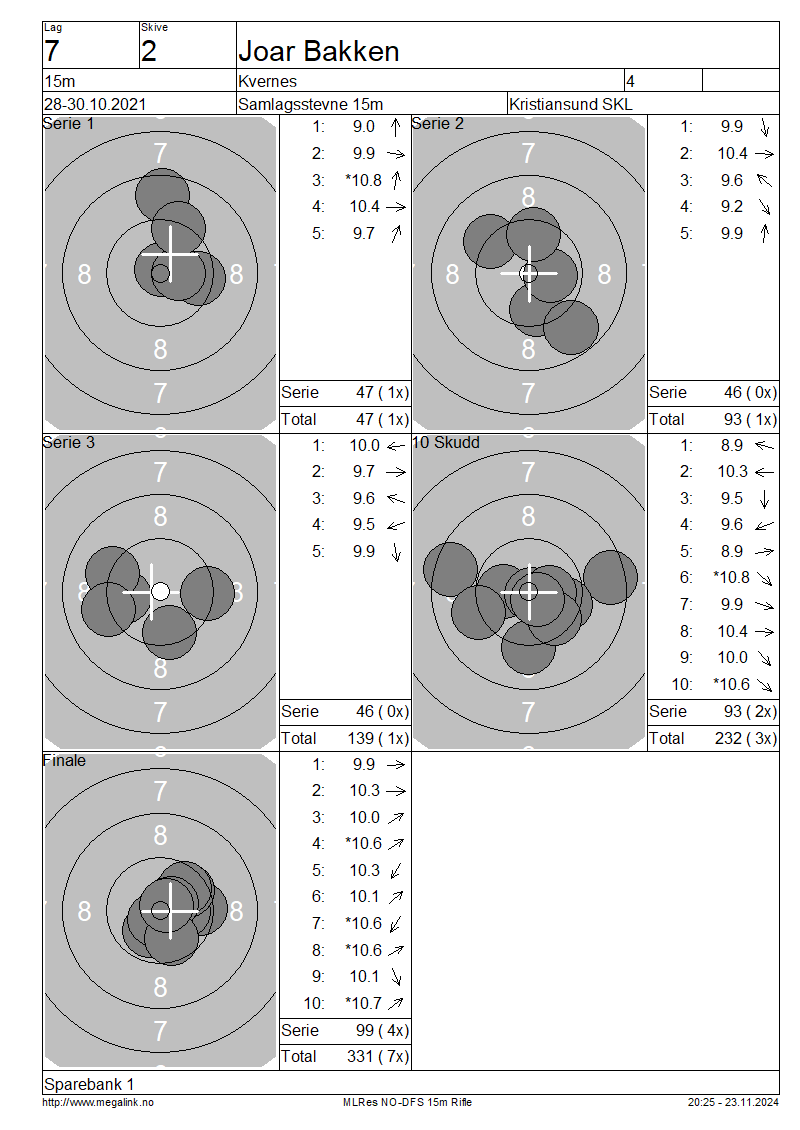 Lag Skive
7 2 Joar Bakken
15m Kvernes 4
28-30.10.2021 Samlagsstevne 15m Kristiansund SKL
Serie 1
7
8 8
8
7
1: 9.0
2: 9.9
3: *10.8
4: 10.4
5: 9.7
Serie 47 ( 1x)
Total 47 ( 1x)
Serie 2
7
8
8 8
8
7
1: 9.9
2: 10.4
3: 9.6
4: 9.2
5: 9.9
Serie 46 ( 0x)
Total 93 ( 1x)
Serie 3
7
8
8 8
8
7
1: 10.0
2: 9.7
3: 9.6
4: 9.5
5: 9.9
Serie 46 ( 0x)
Total 139 ( 1x)
10 Skudd
7
8
7
1: 8.9
2: 10.3
3: 9.5
4: 9.6
5: 8.9
6: *10.8
7: 9.9
8: 10.4
9: 10.0
10: *10.6
Serie 93 ( 2x)
Total 232 ( 3x)
Finale
7
8
8 8
8
7
1: 9.9
2: 10.3
3: 10.0
4: *10.6
5: 10.3
6: 10.1
7: *10.6
8: *10.6
9: 10.1
10: *10.7
Serie 99 ( 4x)
Total 331 ( 7x)
Sparebank 1
http://www.megalink.no MLRes NO-DFS 15m Rifle 20:25 - 23.11.2024